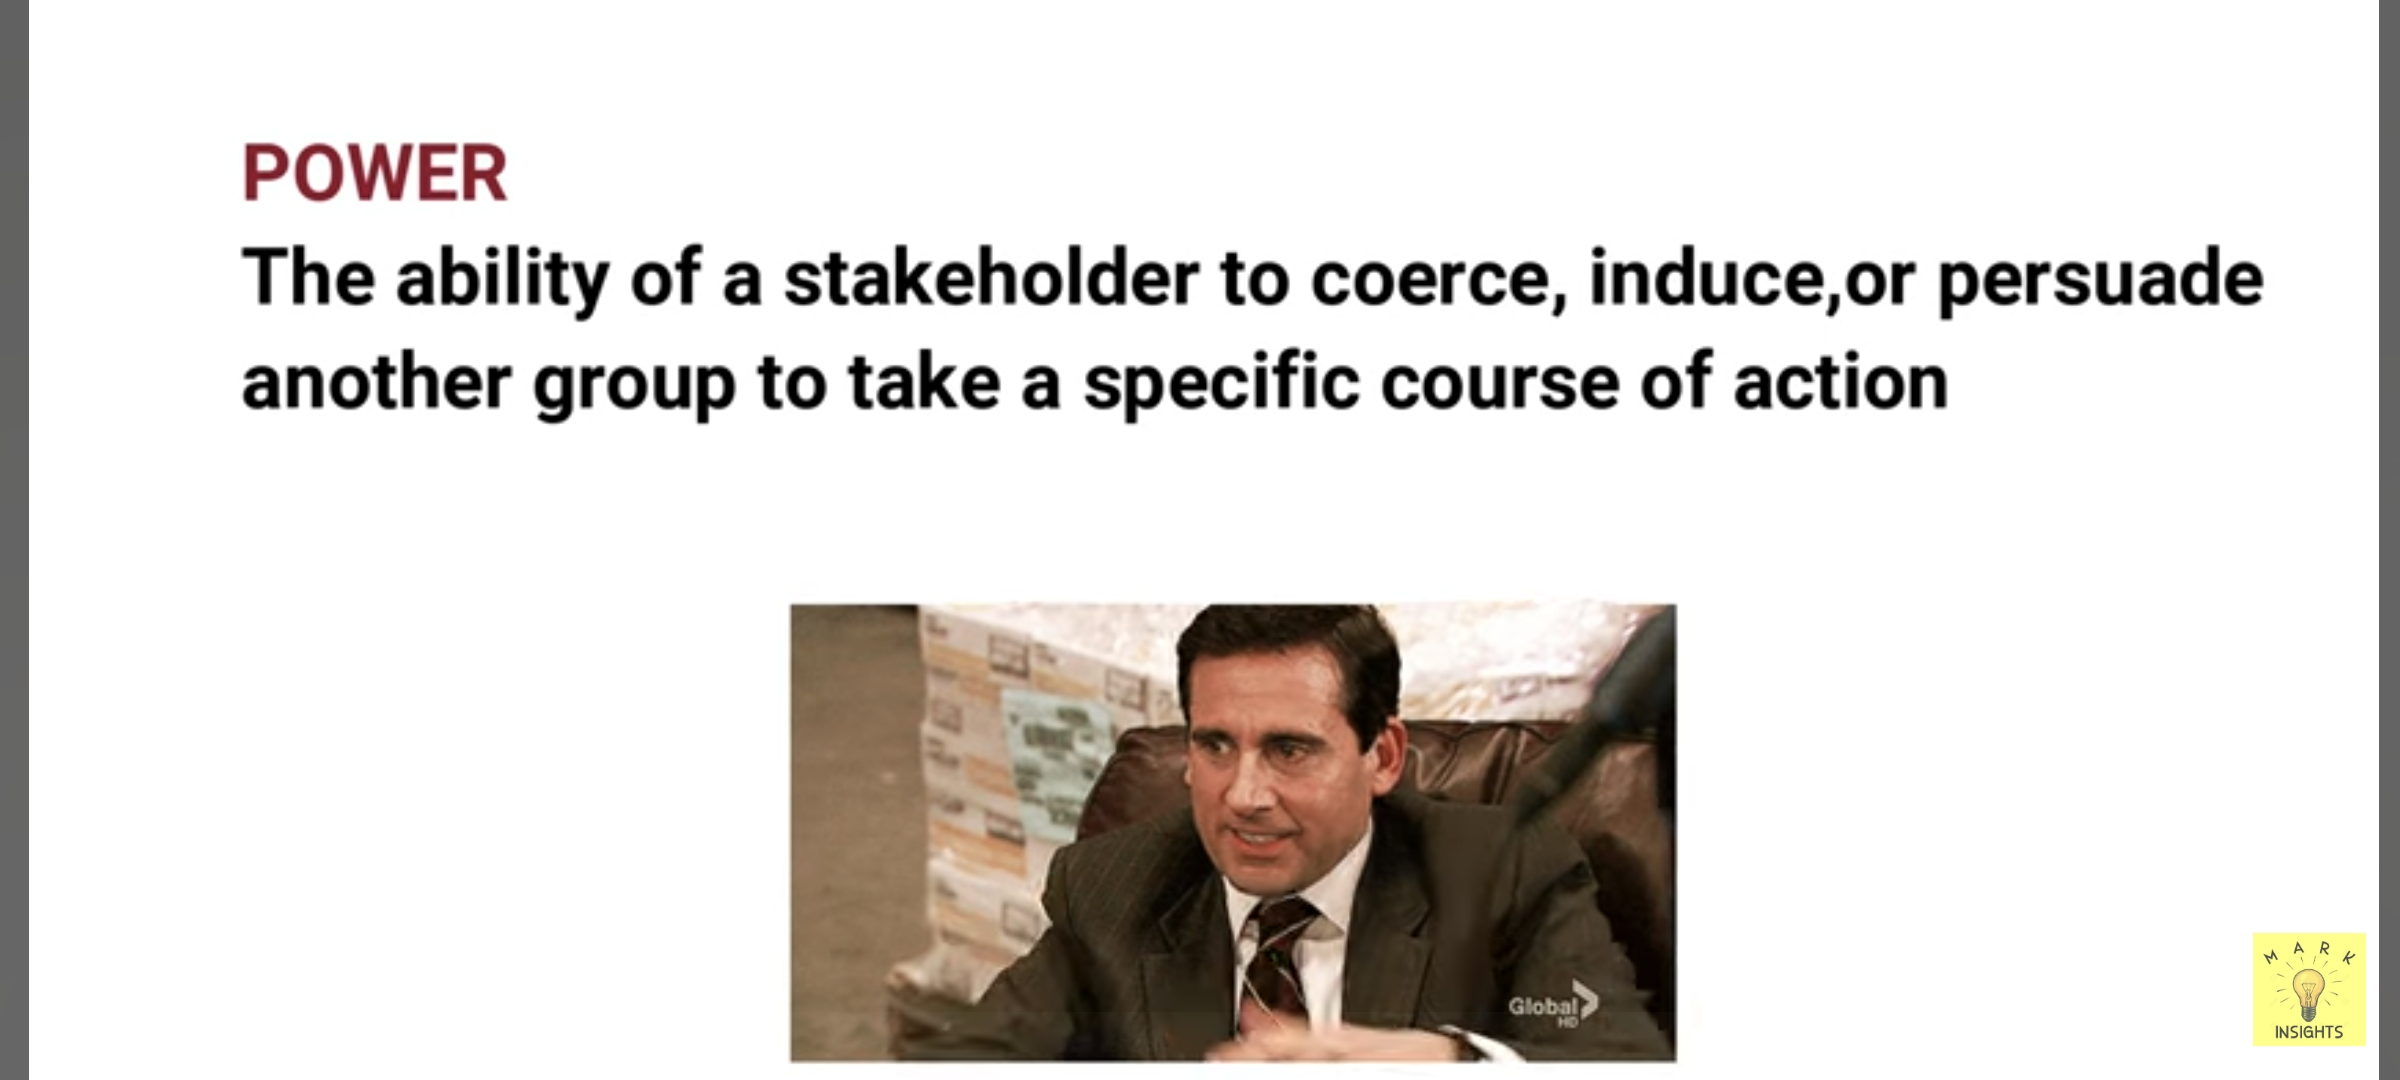 POWER
The ability of a stakeholder to coerce, induce,or persuade
another group to take a specific course of action
Global
HD
MARK
INSIGHTS